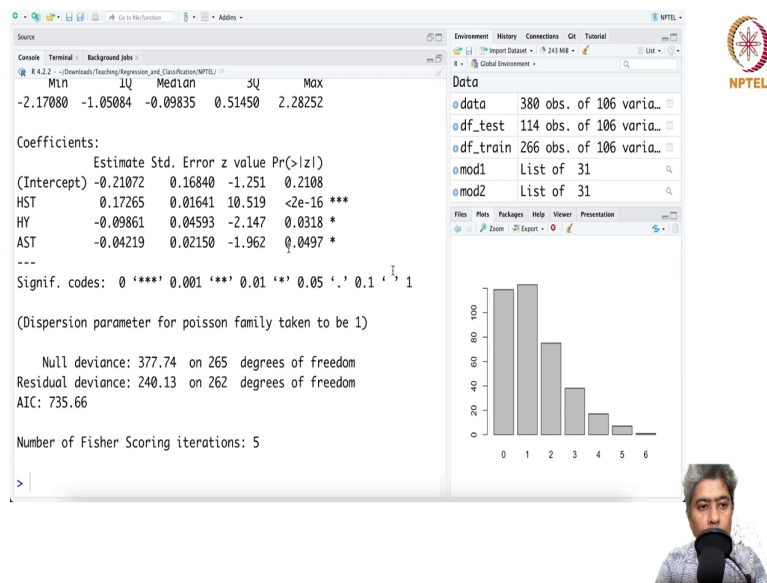 Go to file/function
Addins
NPTEL
Source
Console Terminal Background Jobs
R 4.2.2 · ~/Downloads/Teaching/Regression_and_Classification/NPTEL/
Min 1Q Median 3Q Max
-2.17080 -1.05084 -0.09835 0.51450 2.28252
Coefficients:
Estimate Std. Error z value Pr(>|z|)
(Intercept) -0.21072 0.16840 -1.251 0.2108
HST 0.17265 0.01641 10.519 <2e-16 ***
HY -0.09861 0.04593 -2.147 0.0318 *
AST -0.04219 0.02150 -1.962 0.0497 *
---
Signif. codes: 0 ‘***’ 0.001 ‘**’ 0.01 ‘*’ 0.05 ‘.’ 0.1 ‘ ’ 1
(Dispersion parameter for poisson family taken to be 1)
Null deviance: 377.74 on 265 degrees of freedom
Residual deviance: 240.13 on 262 degrees of freedom
AIC: 735.66
Number of Fisher Scoring iterations: 5
>
Environment History Connections Git Tutorial
Import Dataset 243 MiB List
R Global Environment
Data
data 380 obs. of 106 varia…
df_test 114 obs. of 106 varia…
df_train 266 obs. of 106 varia…
mod1 List of 31
mod2 List of 31
Files Plots Packages Help Viewer Presentation
Zoom Export
100
80
60
40
20
0
0 1 2 3 4 5 6
NPTEL